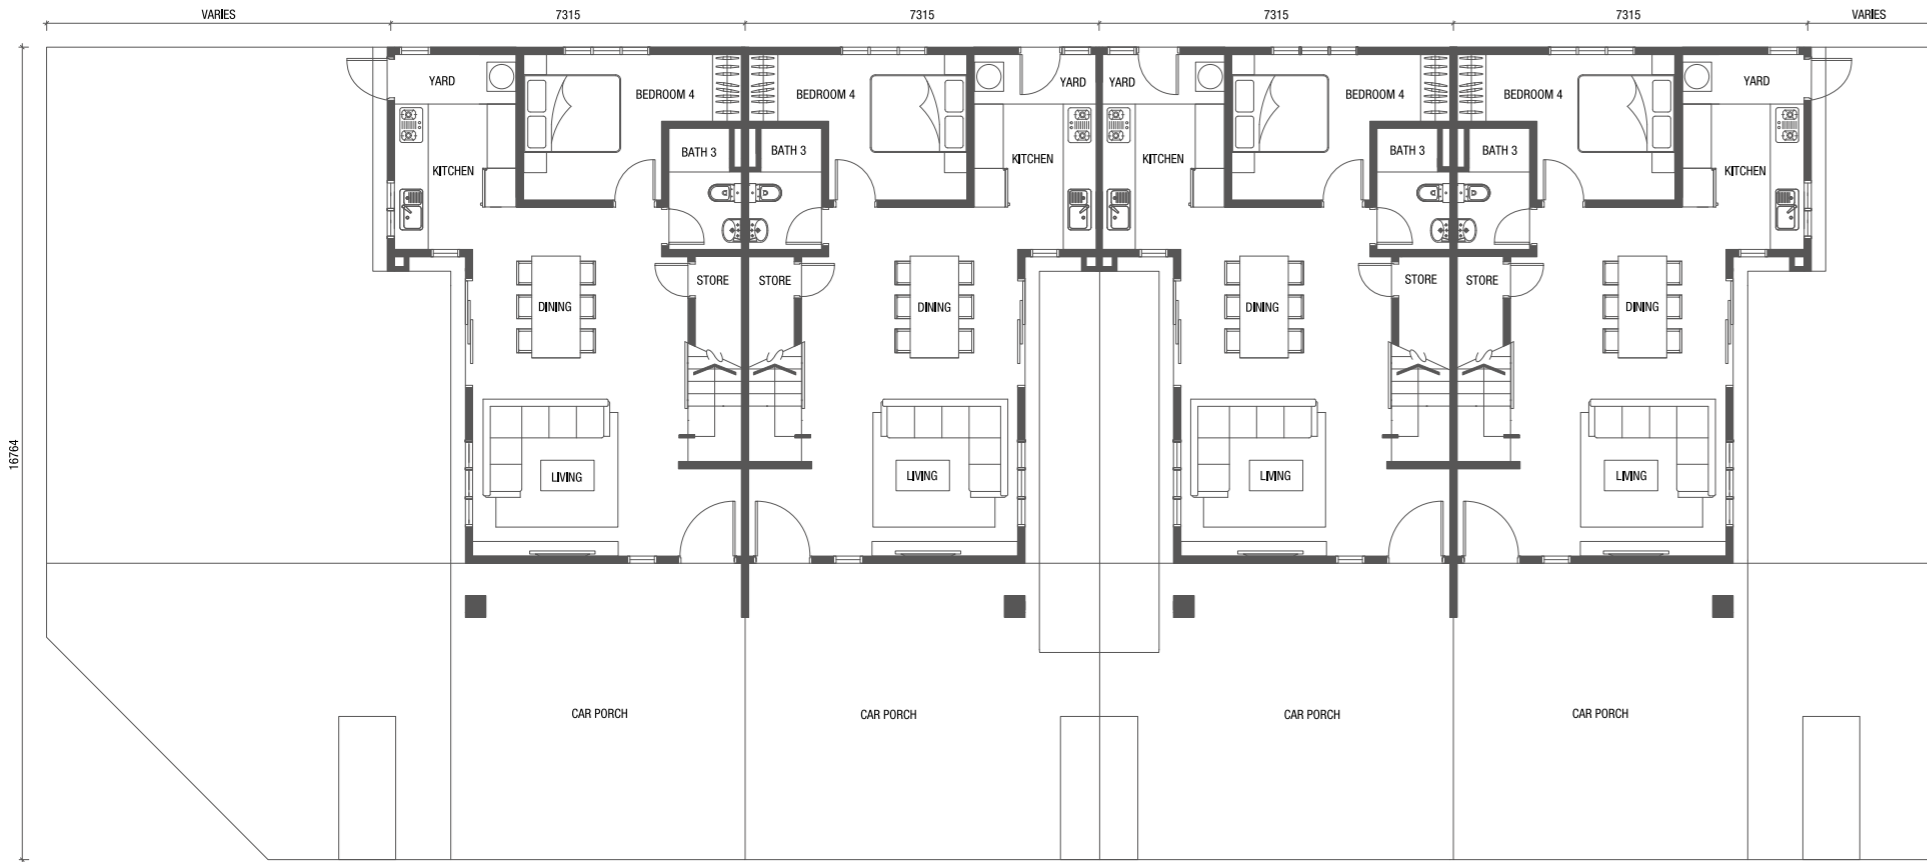 VARIES 7315 7315 7315 7315 VARIES
YARD BEDROOM 4 BEDROOM 4 YARD YARD BEDROOM 4 BEDROOM 4 YARD
BATH 3 BATH 3 BATH 3 BATH 3
KITCHEN KITCHEN KITCHEN KITCHEN
STORE STORE STORE STORE
DINING DINING DINING DINING
16764
LIVING LIVING LIVING LIVING
CAR PORCH CAR PORCH CAR PORCH CAR PORCH